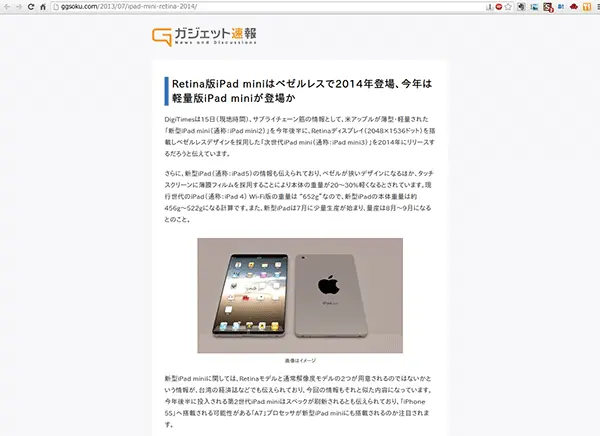 ggsoku.com/2013/07/ipad-mini-retina-2014/
ガジェット速報
News and Discussions
Retina版iPad miniはベゼルレスで2014年登場、今年は
軽量版iPad miniが登場か
DigiTimesは15日(現地時間)、サプライチェーン筋の情報として、米アップルが薄型・軽量された
「新型iPad mini(通称:iPad mini2)」を今年後半に、Retinaディスプレイ(2048×1536ドット)を搭
載しベゼルレスデザインを採用した「次世代iPad mini(通称:iPad mini3)」を2014年にリリースす
るだろうと伝えています。
さらに、新型iPad(通称:iPad5)の情報も伝えられており、ベゼルが狭いデザインになるほか、タッチ
スクリーンに薄膜フィルムを採用することにより本体の重量が20〜30%軽くなるとされています。現
行世代のiPad(通称:iPad 4) Wi-Fi版の重量は "652g"なので、新型iPadの本体重量は約
456g〜522gになる計算です。また、新型iPadは7月に少量生産が始まり、量産は8月〜9月になる
とのこと。
iPad
画像はイメージ
新型iPad miniに関しては、Retinaモデルと通常解像度モデルの2つが用意されるのではないかと
いう情報が、台湾の経済誌などでも伝えられており、今回の情報もそれと似た内容になっています。
今年後半に投入される第2世代iPad miniはスペックが刷新されるとも伝えられており、「iPhone
5S」へ搭載される可能性がある「A7」プロセッサが新型iPad miniにも搭載されるのか注目されま
す。